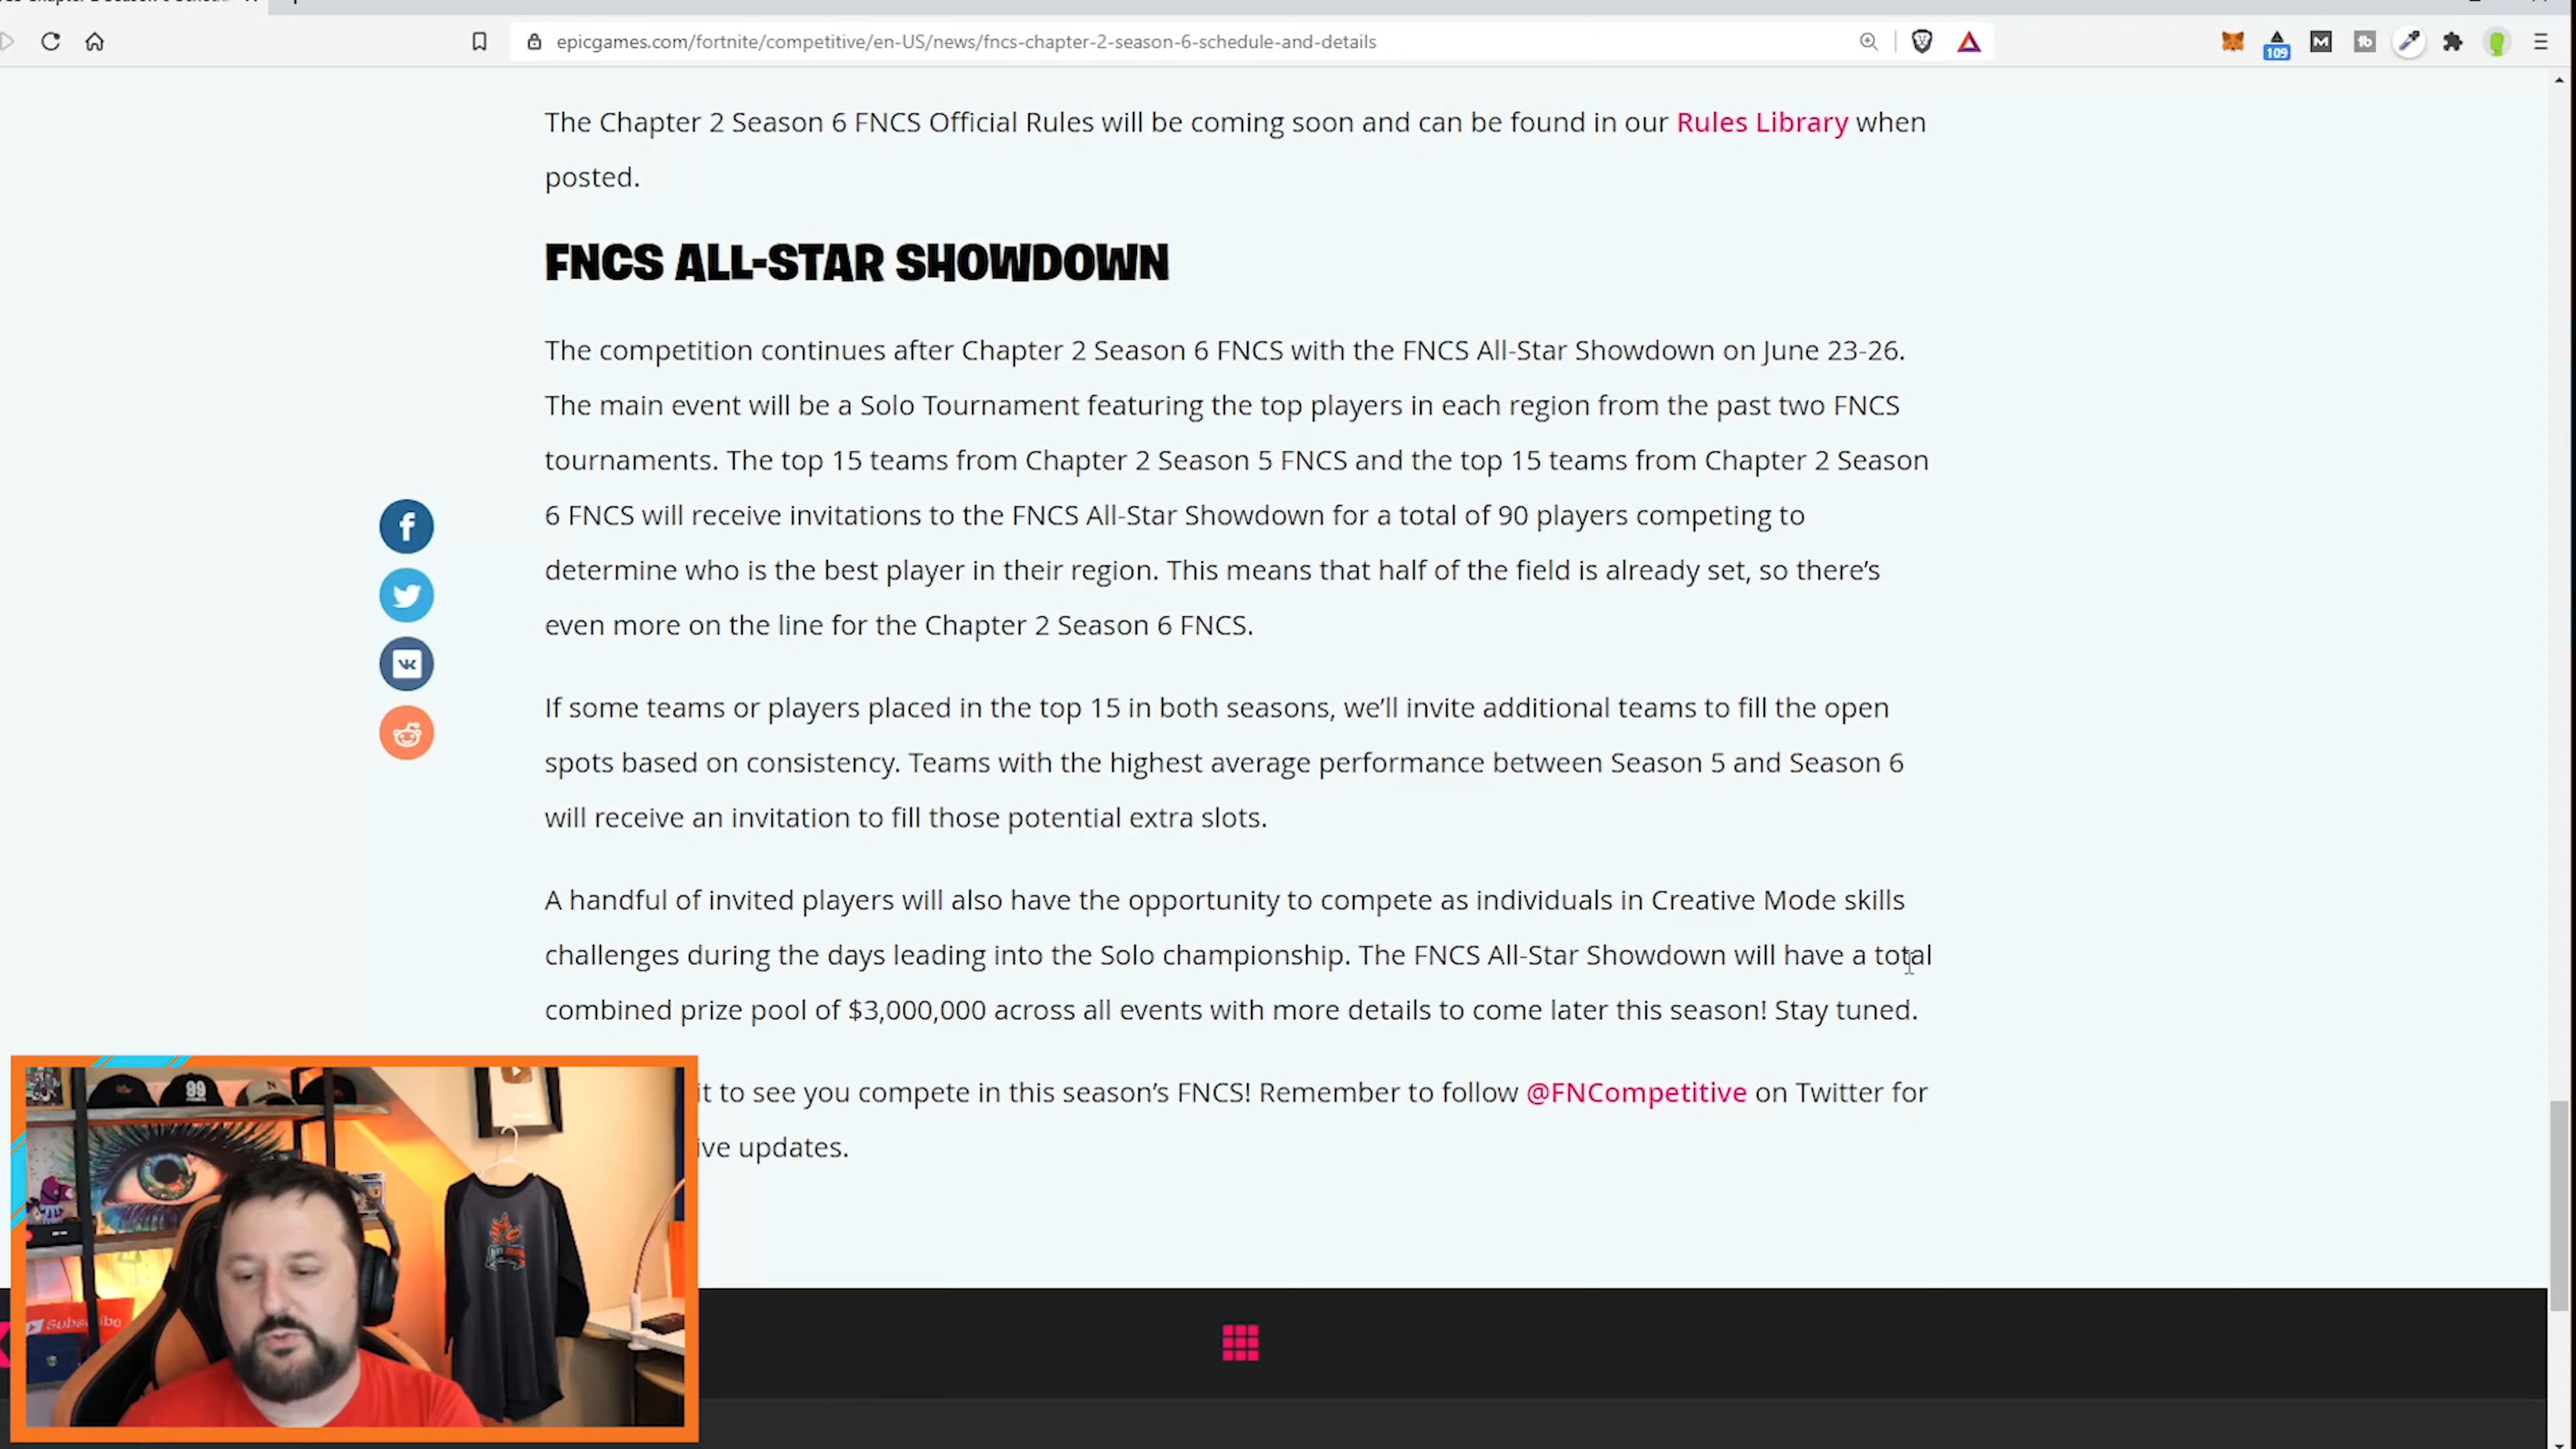 epicgames.com/fortnite/competitive/en-US/news/fncs-chapter-2-season-6-schedule-and-details
109
The Chapter 2 Season 6 FNCS Official Rules will be coming soon and can be found in our Rules Library when
posted.
FNCS ALL-STAR SHOWDOWN
The competition continues after Chapter 2 Season 6 FNCS with the FNCS All-Star Showdown on June 23-26.
The main event will be a Solo Tournament featuring the top players in each region from the past two FNCS
tournaments. The top 15 teams from Chapter 2 Season 5 FNCS and the top 15 teams from Chapter 2 Season
6 FNCS will receive invitations to the FNCS All-Star Showdown for a total of 90 players competing to
determine who is the best player in their region. This means that half of the field is already set, so there’s
even more on the line for the Chapter 2 Season 6 FNCS.
If some teams or players placed in the top 15 in both seasons, we’ll invite additional teams to fill the open
spots based on consistency. Teams with the highest average performance between Season 5 and Season 6
will receive an invitation to fill those potential extra slots.
A handful of invited players will also have the opportunity to compete as individuals in Creative Mode skills
challenges during the days leading into the Solo championship. The FNCS All-Star Showdown will have a total
combined prize pool of $3,000,000 across all events with more details to come later this season! Stay tuned.
it to see you compete in this season’s FNCS! Remember to follow @FNCompetitive on Twitter for
ive updates.
99
Subscribe